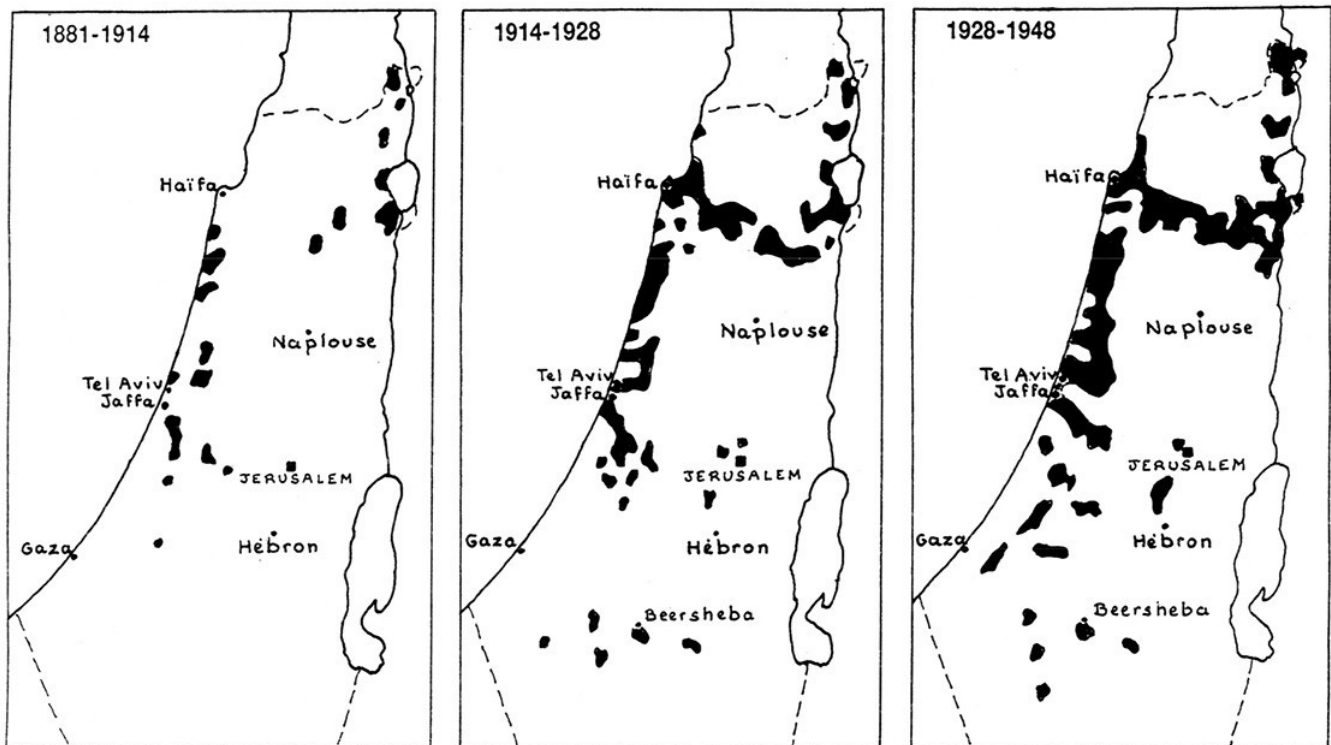 1881-1914
Haïfa
Naplouse
Tel Aviv
Jaffa
JERUSALEM
Gaza
Hébron
1914-1928
Haïfa
Naplouse
Tel Aviv
Jaffa
JERUSALEM
Gaza
Hébron
Beersheba
1928-1948
Haïfa
Naplouse
Tel Aviv
Jaffa
JERUSALEM
Gaza
Hébron
Beersheba